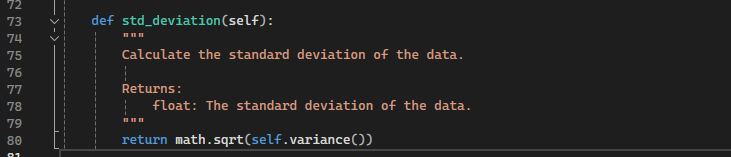 72
73 def std_deviation(self):
74 """
75 Calculate the standard deviation of the data.
76
77 Returns:
78 float: The standard deviation of the data.
79 """
80 return math.sqrt(self.variance())
81